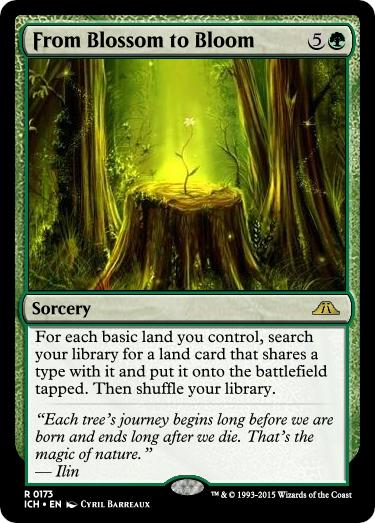 From Blossom to Bloom 5
Sorcery
For each basic land you control, search
your library for a land card that shares a
type with it and put it onto the battlefield
tapped. Then shuffle your library.
“Each tree's journey begins long before we are
born and ends long after we die. That's the
magic of nature.”
— Ilin
R 0173
ICH • EN Cyril Barreaux
™ & © 1993-2015 Wizards of the Coast